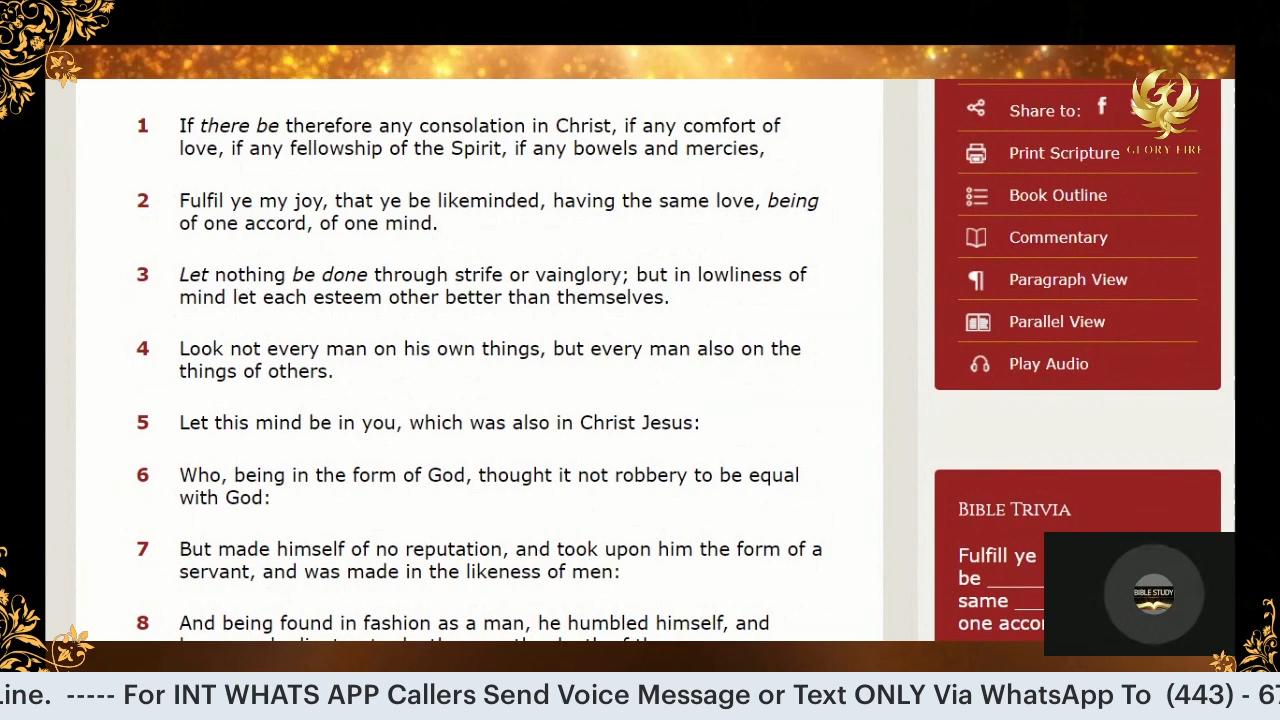 1 If there be therefore any consolation in Christ, if any comfort of
love, if any fellowship of the Spirit, if any bowels and mercies,
2 Fulfil ye my joy, that ye be likeminded, having the same love, being
of one accord, of one mind.
3 Let nothing be done through strife or vainglory; but in lowliness of
mind let each esteem other better than themselves.
4 Look not every man on his own things, but every man also on the
things of others.
5 Let this mind be in you, which was also in Christ Jesus:
6 Who, being in the form of God, thought it not robbery to be equal
with God:
7 But made himself of no reputation, and took upon him the form of a
servant, and was made in the likeness of men:
8 And being found in fashion as a man, he humbled himself, and
Share to:
GLORY FIRE
Print Scripture
Book Outline
Commentary
Paragraph View
Parallel View
Play Audio
BIBLE TRIVIA
Fulfill ye
be ______
same ___
one accor
BIBLE STUDY
Line. ----- For INT WHATS APP Callers Send Voice Message or Text ONLY Via WhatsApp To (443) - 67